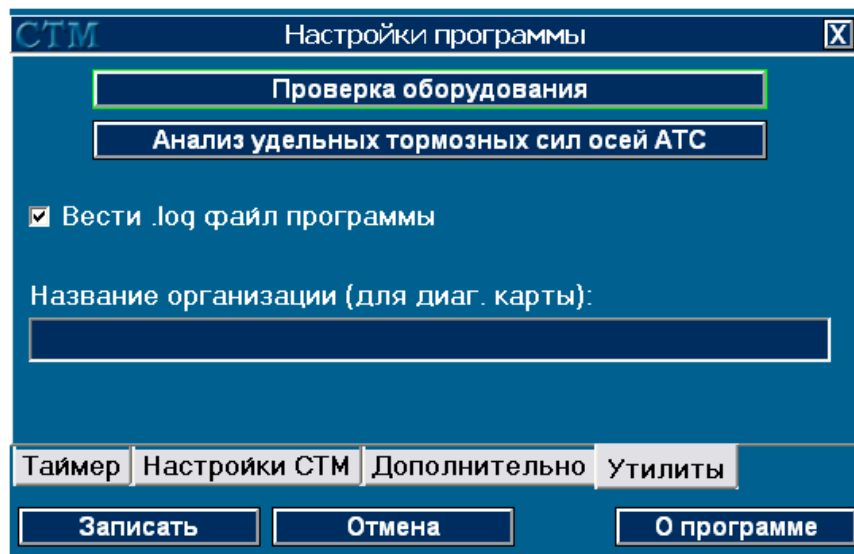 СТМ Настройки программы X
Проверка оборудования
Анализ удельных тормозных сил осей АТС
Вести .log файл программы
Название организации (для диаг. карты):
Таймер Настройки СТМ Дополнительно Утилиты
Записать Отмена О программе